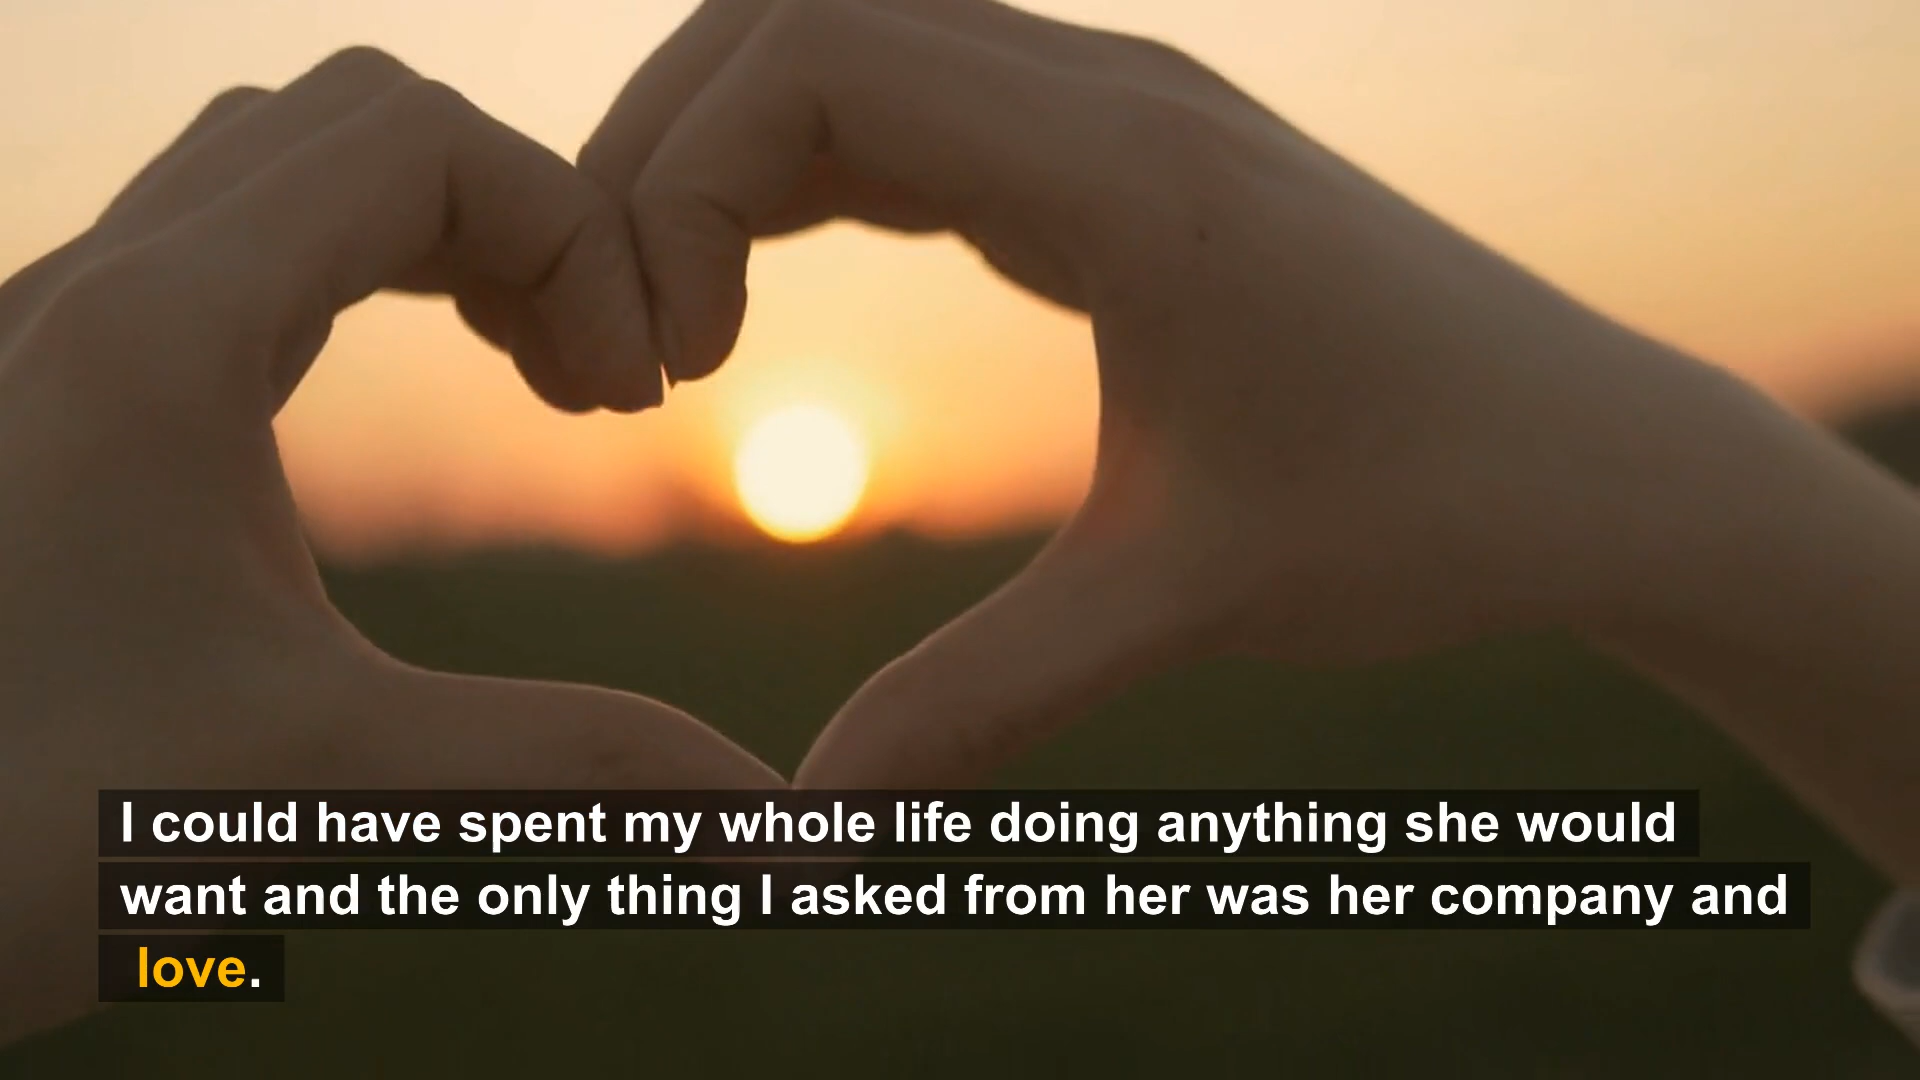 I could have spent my whole life doing anything she would
want and the only thing I asked from her was her company and
love.